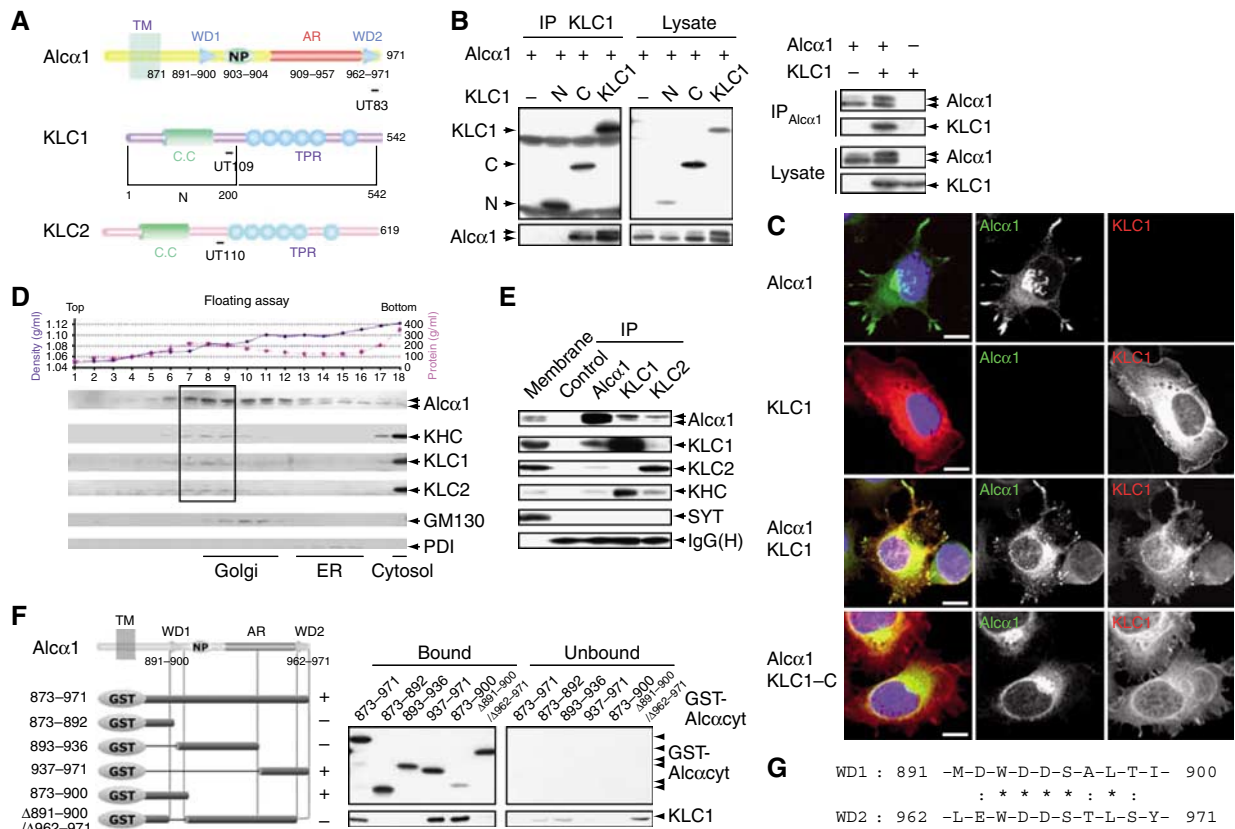 A
TM
WD1
NP
AR
WD2
Alcα1
971
871
891–900
903–904
909–957
962–971
UT83
KLC1
542
C.C
UT109
TPR
1
N
200
542
KLC2
619
C.C
UT110
TPR
B
IP KLC1
Lysate
Alcα1 + + + + + + + +
KLC1 – N C KLC1 – N C KLC1
KLC1
C
N
Alcα1
Alcα1 + + –
KLC1 – + +
IPAlcα1
Alcα1
KLC1
Lysate
Alcα1
KLC1
C
Alcα1
Alcα1
KLC1
KLC1
Alcα1
KLC1
Alcα1
KLC1
Alcα1
KLC1
Alcα1
KLC1–C
Alcα1
KLC1
D
Top
Floating assay
Bottom
Density (g/ml)
1.12
1.10
1.08
1.06
1.04
Protein (g/ml)
400
300
200
100
0
1 2 3 4 5 6 7 8 9 10 11 12 13 14 15 16 17 18
Alcα1
KHC
KLC1
KLC2
GM130
PDI
Golgi
ER
Cytosol
E
IP
Membrane
Control
Alcα1
KLC1
KLC2
Alcα1
KLC1
KLC2
KHC
SYT
IgG(H)
F
TM
WD1
AR
WD2
Alcα1
NP
891–900
962–971
873–971 GST +
873–892 GST –
893–936 GST –
937–971 GST +
873–900 GST +
Δ891–900
/Δ962–971 GST –
Bound
Unbound
873–971
873–892
893–936
937–971
873–900
Δ891–900
/Δ962–971
873–971
873–892
893–936
937–971
873–900
Δ891–900
/Δ962–971
GST-
Alcαcyt
GST-
Alcαcyt
KLC1
G
WD1 : 891 –M–D–W–D–D–S–A–L–T–I– 900
: * * * * : * :
WD2 : 962 –L–E–W–D–D–S–T–L–S–Y– 971